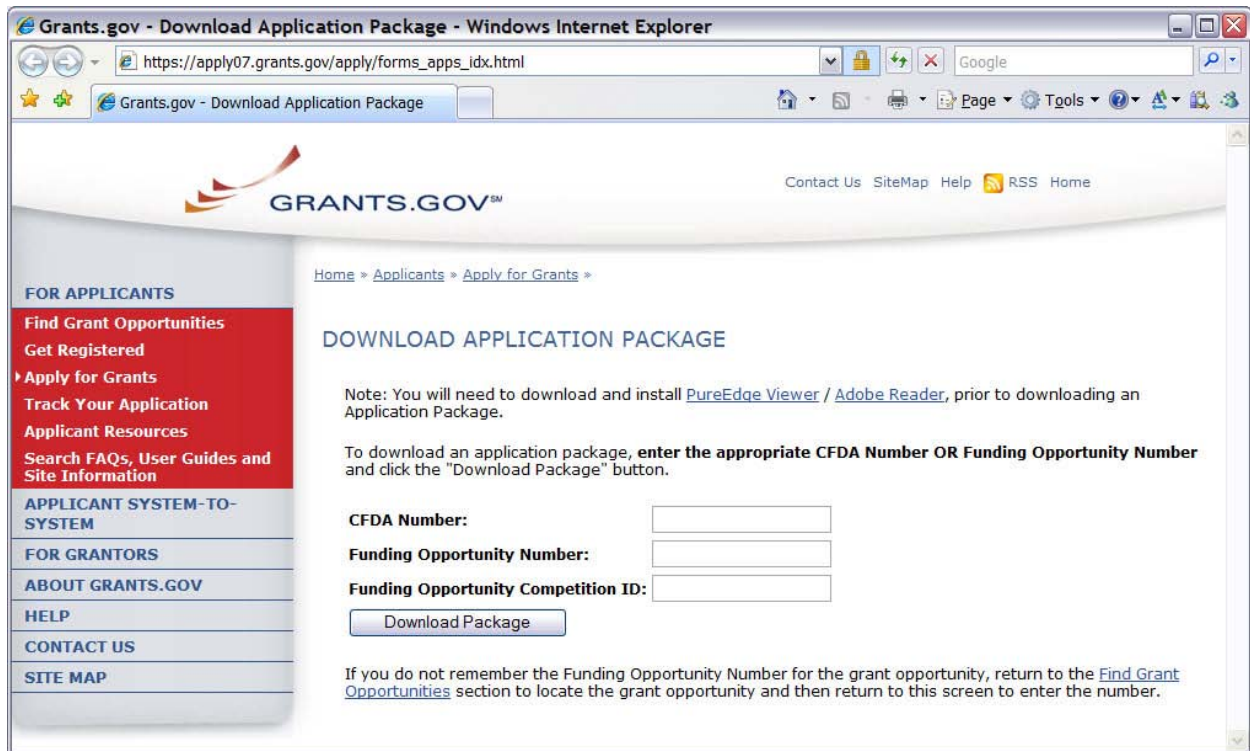 Grants.gov - Download Application Package - Windows Internet Explorer
https://apply07.grants.gov/apply/forms_apps_idx.html
Google
Grants.gov - Download Application Package
Page
Tools
GRANTS.GOV℠
Contact Us SiteMap Help RSS Home
Home » Applicants » Apply for Grants »
FOR APPLICANTS
Find Grant Opportunities
Get Registered
Apply for Grants
Track Your Application
Applicant Resources
Search FAQs, User Guides and
Site Information
APPLICANT SYSTEM-TO-
SYSTEM
FOR GRANTORS
ABOUT GRANTS.GOV
HELP
CONTACT US
SITE MAP
DOWNLOAD APPLICATION PACKAGE
Note: You will need to download and install PureEdge Viewer / Adobe Reader, prior to downloading an
Application Package.
To download an application package, enter the appropriate CFDA Number OR Funding Opportunity Number
and click the "Download Package" button.
CFDA Number:
Funding Opportunity Number:
Funding Opportunity Competition ID:
Download Package
If you do not remember the Funding Opportunity Number for the grant opportunity, return to the Find Grant
Opportunities section to locate the grant opportunity and then return to this screen to enter the number.